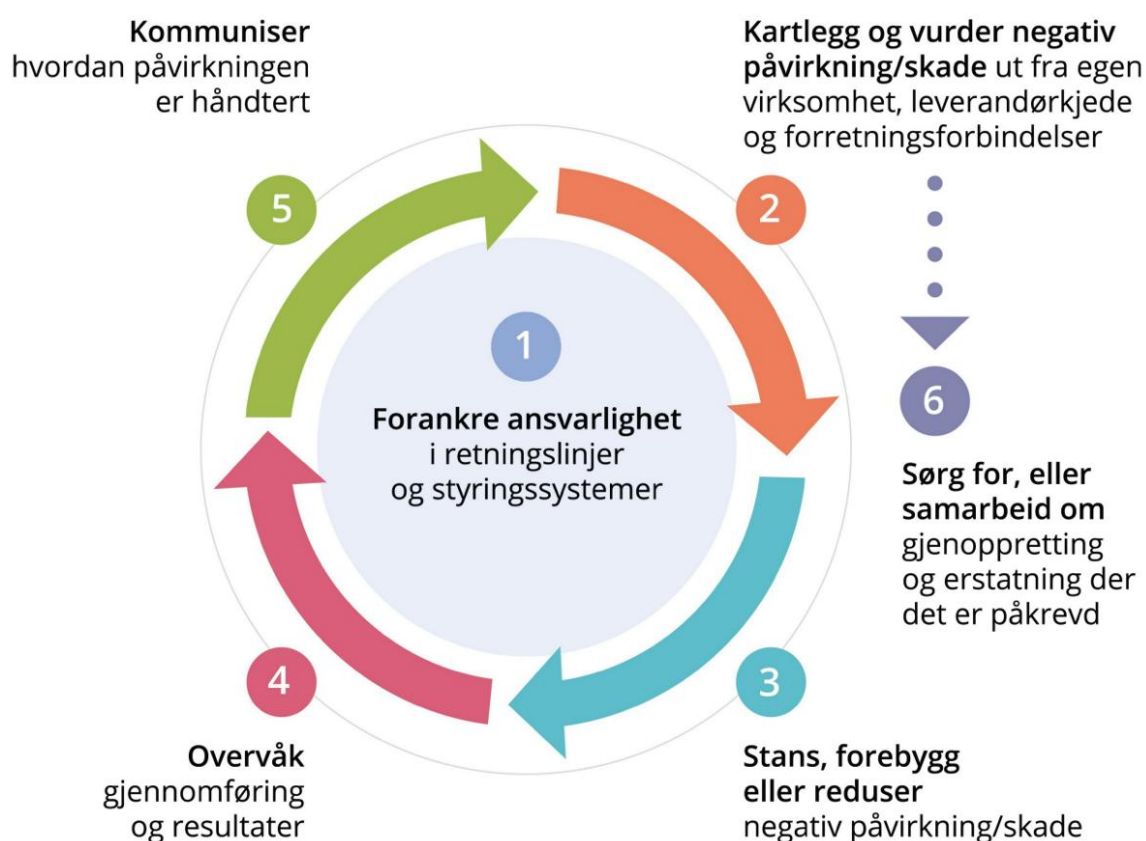 Kommuniser
hvordan påvirkningen
er håndtert
5
Kartlegg og vurder negativ
påvirkning/skade ut fra egen
virksomhet, leverandørkjede
og forretningsforbindelser
2
1
Forankre ansvarlighet
i retningslinjer
og styringssystemer
6
Sørg for, eller
samarbeid om
gjenoppretting
og erstatning der
det er påkrevd
4
Overvåk
gjennomføring
og resultater
3
Stans, forebygg
eller reduser
negativ påvirkning/skade